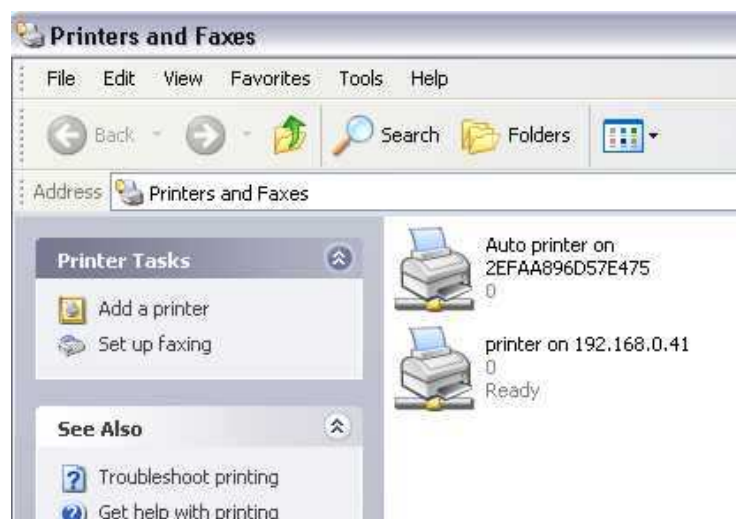 Printers and Faxes
File Edit View Favorites Tools Help
Back Search Folders
Address Printers and Faxes
Printer Tasks
Add a printer
Set up faxing
See Also
Troubleshoot printing
Get help with printing
Auto printer on
2EFAA896D57E475
0
printer on 192.168.0.41
0
Ready